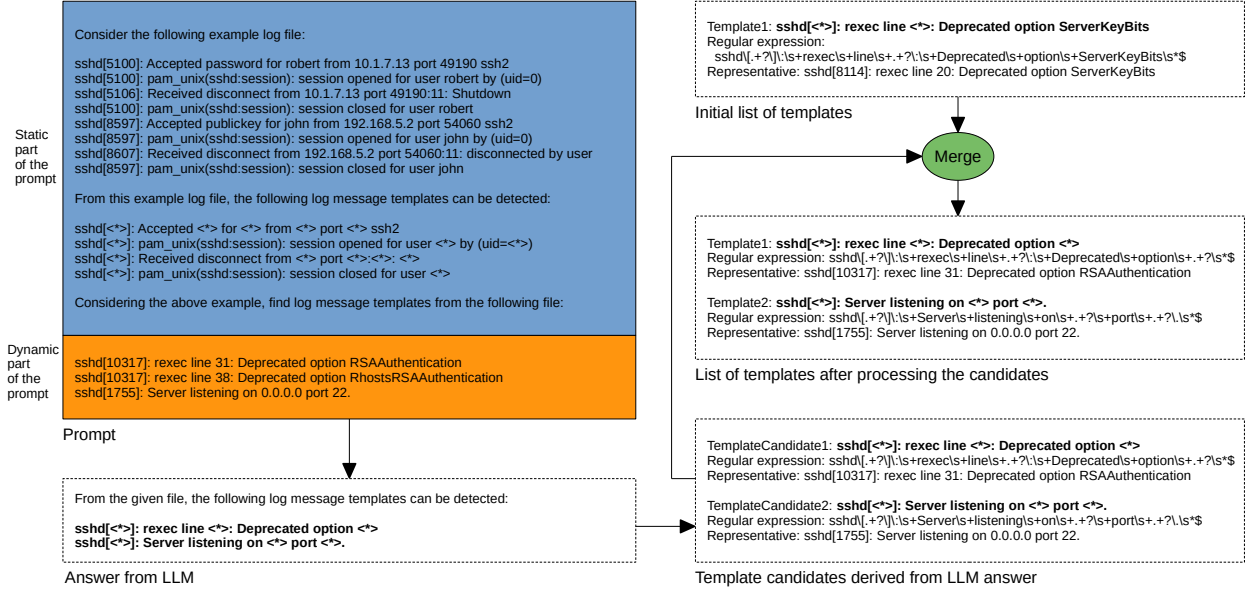 Static
part
of the
prompt
Consider the following example log file:
sshd[5100]: Accepted password for robert from 10.1.7.13 port 49190 ssh2
sshd[5100]: pam_unix(sshd:session): session opened for user robert by (uid=0)
sshd[5106]: Received disconnect from 10.1.7.13 port 49190:11: Shutdown
sshd[5100]: pam_unix(sshd:session): session closed for user robert
sshd[8597]: Accepted publickey for john from 192.168.5.2 port 54060 ssh2
sshd[8597]: pam_unix(sshd:session): session opened for user john by (uid=0)
sshd[8607]: Received disconnect from 192.168.5.2 port 54060:11: disconnected by user
sshd[8597]: pam_unix(sshd:session): session closed for user john
From this example log file, the following log message templates can be detected:
sshd[<*>]: Accepted <*> for <*> from <*> port <*> ssh2
sshd[<*>]: pam_unix(sshd:session): session opened for user <*> by (uid=<*>)
sshd[<*>]: Received disconnect from <*> port <*>:<*>: <*>
sshd[<*>]: pam_unix(sshd:session): session closed for user <*>
Considering the above example, find log message templates from the following file:
Dynamic
part
of the
prompt
sshd[10317]: rexec line 31: Deprecated option RSAAuthentication
sshd[10317]: rexec line 38: Deprecated option RhostsRSAAuthentication
sshd[1755]: Server listening on 0.0.0.0 port 22.
Prompt
From the given file, the following log message templates can be detected:
sshd[<*>]: rexec line <*>: Deprecated option <*>
sshd[<*>]: Server listening on <*> port <*>.
Answer from LLM
Template1: sshd[<*>]: rexec line <*>: Deprecated option ServerKeyBits
Regular expression:
sshd\[.+?\]\:\s+rexec\s+line\s+.+?\:\s+Deprecated\s+option\s+ServerKeyBits\s*$
Representative: sshd[8114]: rexec line 20: Deprecated option ServerKeyBits
Initial list of templates
Merge
Template1: sshd[<*>]: rexec line <*>: Deprecated option <*>
Regular expression: sshd\[.+?\]\:\s+rexec\s+line\s+.+?\:\s+Deprecated\s+option\s+.+?\s*$
Representative: sshd[10317]: rexec line 31: Deprecated option RSAAuthentication
Template2: sshd[<*>]: Server listening on <*> port <*>.
Regular expression: sshd\[.+?\]\:\s+Server\s+listening\s+on\s+.+?\s+port\s+.+?\.\s*$
Representative: sshd[1755]: Server listening on 0.0.0.0 port 22.
List of templates after processing the candidates
TemplateCandidate1: sshd[<*>]: rexec line <*>: Deprecated option <*>
Regular expression: sshd\[.+?\]\:\s+rexec\s+line\s+.+?\:\s+Deprecated\s+option\s+.+?\s*$
Representative: sshd[10317]: rexec line 31: Deprecated option RSAAuthentication
TemplateCandidate2: sshd[<*>]: Server listening on <*> port <*>.
Regular expression: sshd\[.+?\]\:\s+Server\s+listening\s+on\s+.+?\s+port\s+.+?\.\s*$
Representative: sshd[1755]: Server listening on 0.0.0.0 port 22.
Template candidates derived from LLM answer